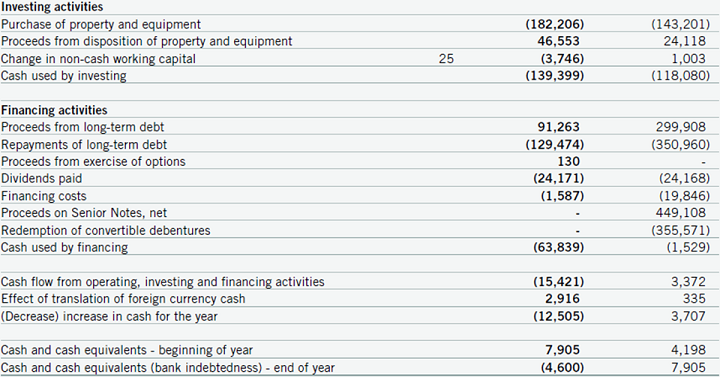 Investing activities
Purchase of property and equipment (182,206) (143,201)
Proceeds from disposition of property and equipment 46,553 24,118
Change in non-cash working capital 25 (3,746) 1,003
Cash used by investing (139,399) (118,080)
Financing activities
Proceeds from long-term debt 91,263 299,908
Repayments of long-term debt (129,474) (350,960)
Proceeds from exercise of options 130 -
Dividends paid (24,171) (24,168)
Financing costs (1,587) (19,846)
Proceeds on Senior Notes, net - 449,108
Redemption of convertible debentures - (355,571)
Cash used by financing (63,839) (1,529)
Cash flow from operating, investing and financing activities (15,421) 3,372
Effect of translation of foreign currency cash 2,916 335
(Decrease) increase in cash for the year (12,505) 3,707
Cash and cash equivalents - beginning of year 7,905 4,198
Cash and cash equivalents (bank indebtedness) - end of year (4,600) 7,905